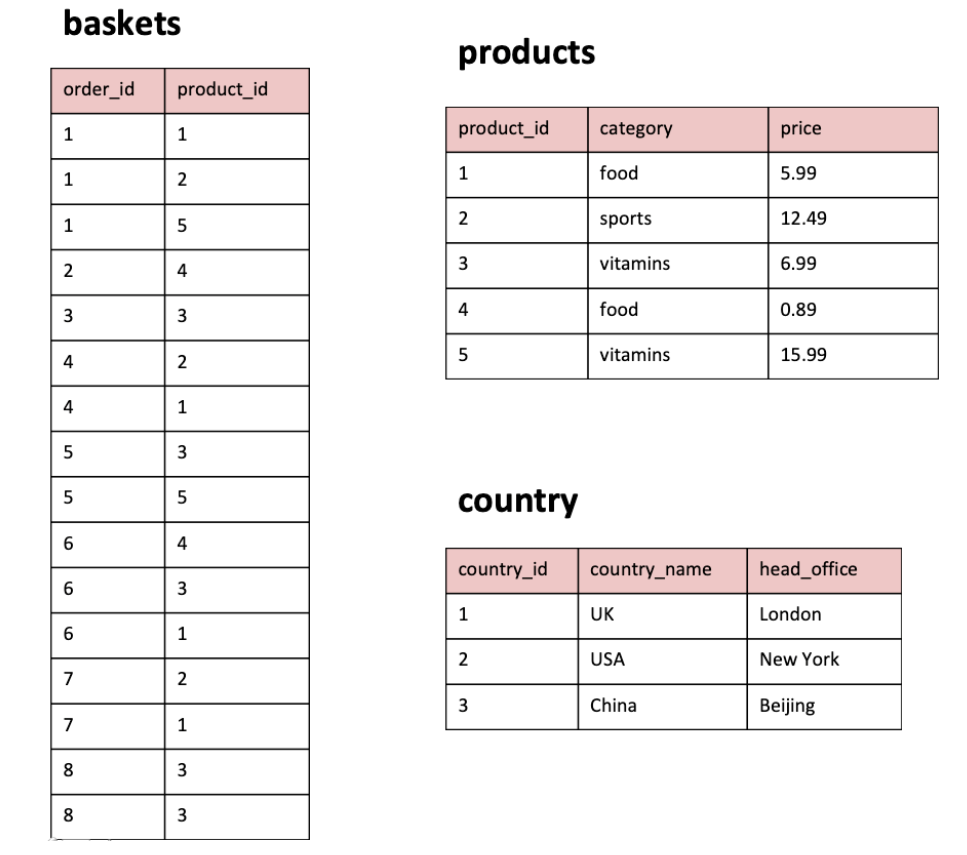 baskets
order_id product_id
1 1
1 2
1 5
2 4
3 3
4 2
4 1
5 3
5 5
6 4
6 3
6 1
7 2
7 1
8 3
8 3
products
product_id category price
1 food 5.99
2 sports 12.49
3 vitamins 6.99
4 food 0.89
5 vitamins 15.99
country
country_id country_name head_office
1 UK London
2 USA New York
3 China Beijing